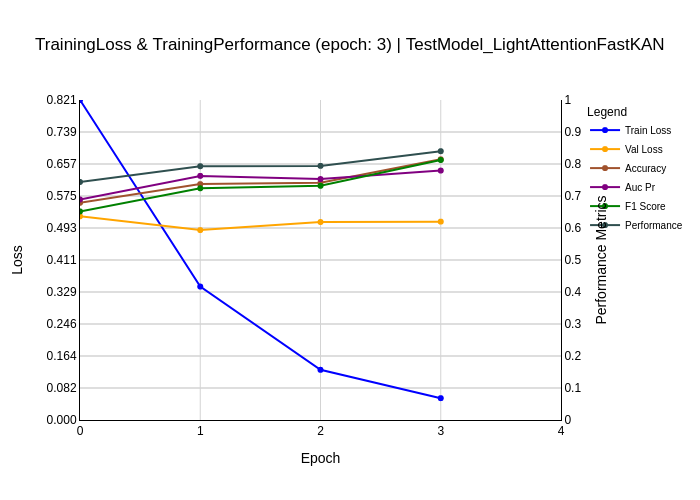 TrainingLoss & TrainingPerformance (epoch: 3) | TestModel_LightAttentionFastKAN
0.821
0.739
0.657
0.575
0.493
0.411
0.329
0.246
0.164
0.082
0.000
Loss
0
1
2
3
4
Epoch
1
0.9
0.8
0.7
0.6
0.5
0.4
0.3
0.2
0.1
0
Performance Metrics
Legend
Train Loss
Val Loss
Accuracy
Auc Pr
F1 Score
Performance